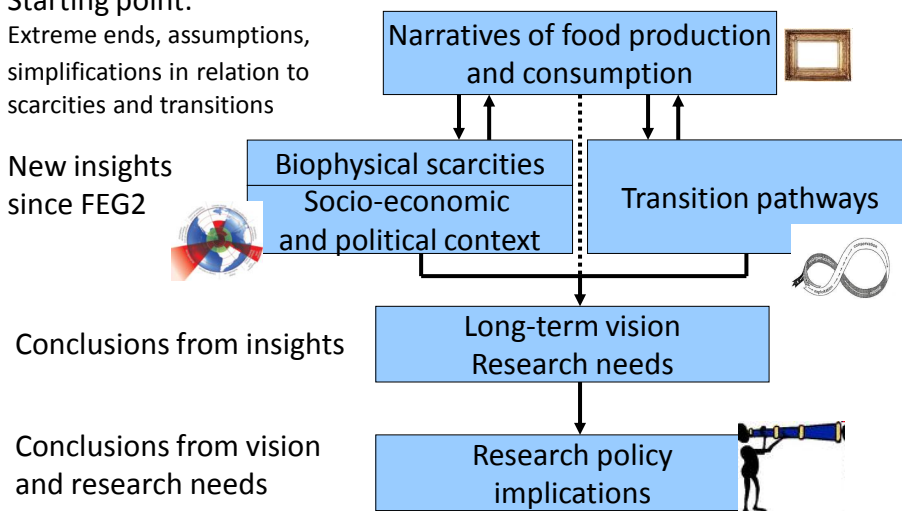 Starting point:
Extreme ends, assumptions,
simplifications in relation to
scarcities and transitions
Narratives of food production
and consumption
New insights
since FEG2
Biophysical scarcities
Socio-economic
and political context
Transition pathways
Conclusions from insights
Long-term vision
Research needs
Conclusions from vision
and research needs
Research policy
implications